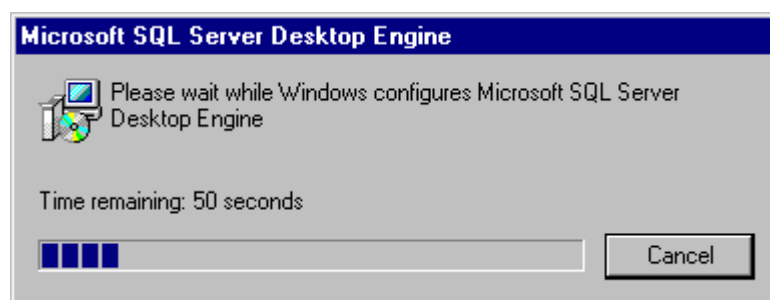 Microsoft SQL Server Desktop Engine
Please wait while Windows configures Microsoft SQL Server
Desktop Engine
Time remaining: 50 seconds
Cancel